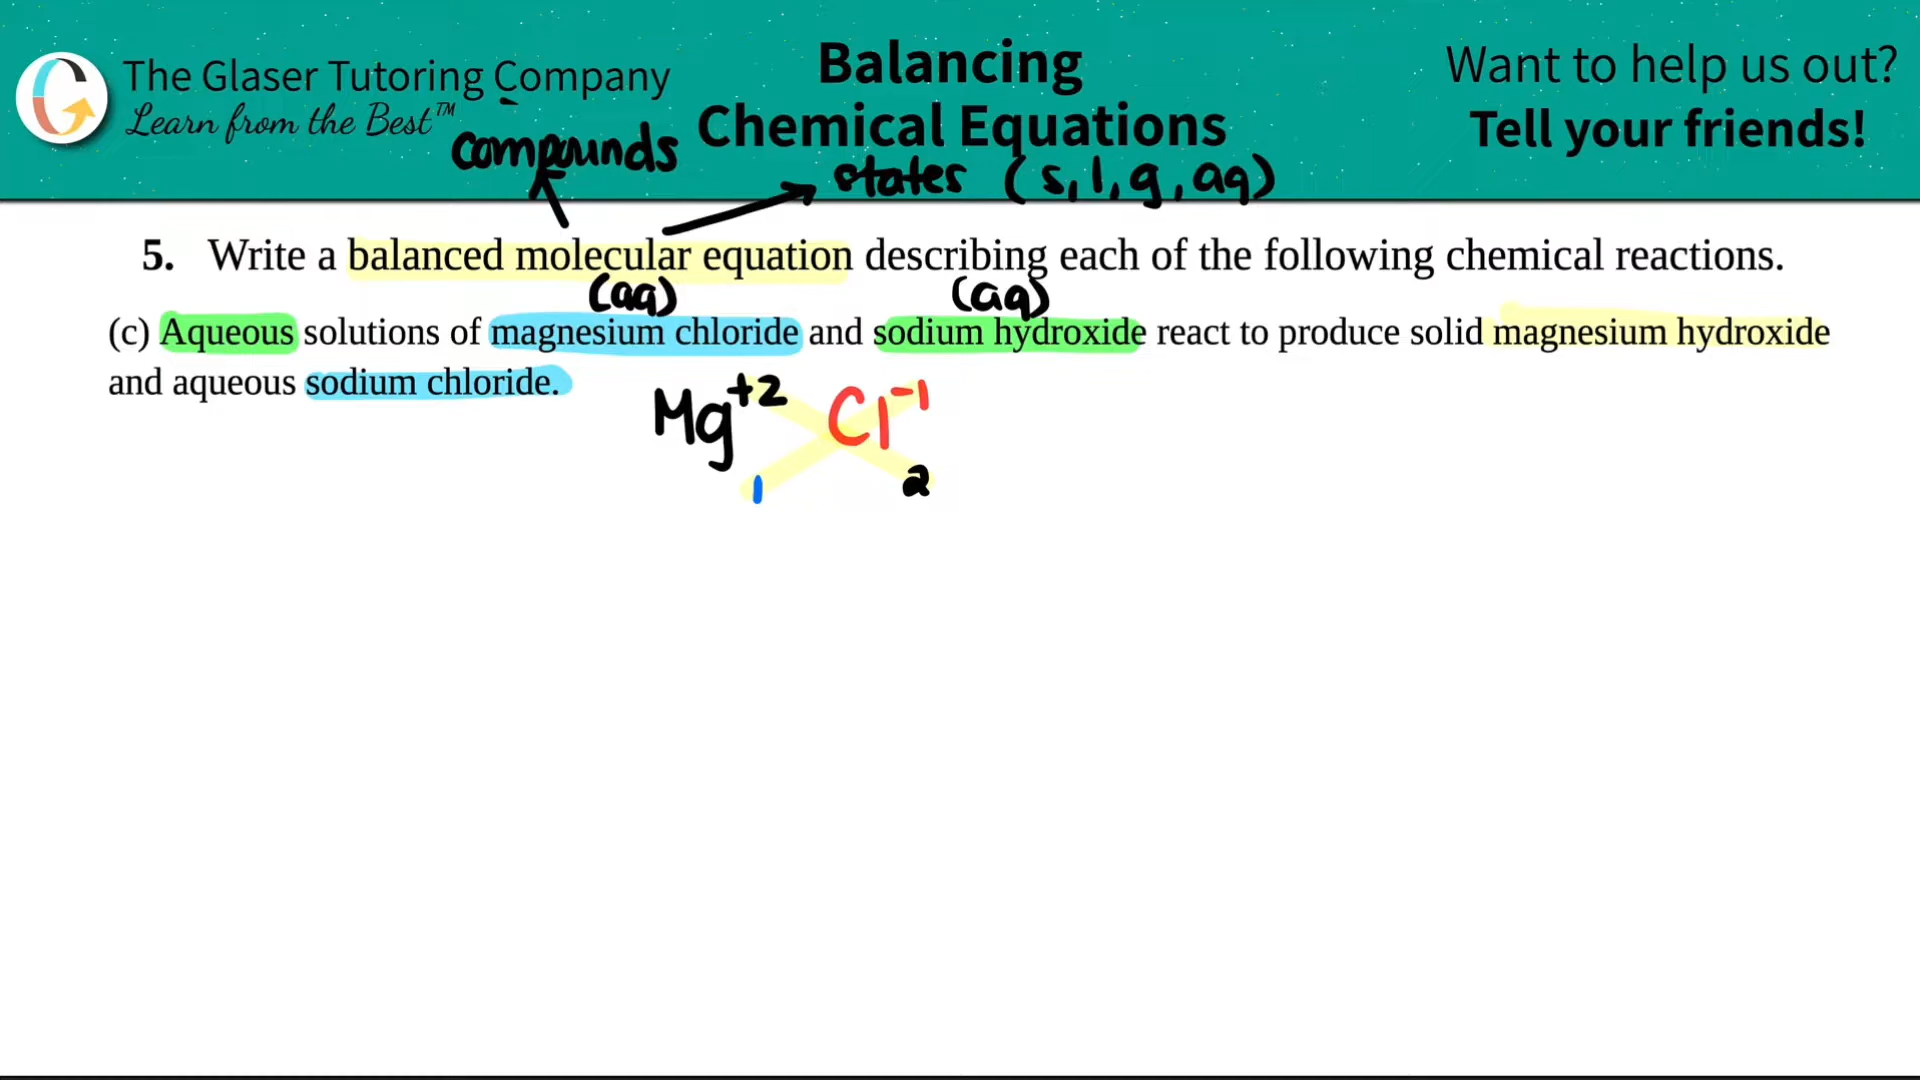 The Glaser Tutoring Company
Learn from the Best™
Balancing
Chemical Equations
Want to help us out?
Tell your friends!
compounds
states (s, l, g, aq)
5. Write a balanced molecular equation describing each of the following chemical reactions.
(aq) (aq)
(c) Aqueous solutions of magnesium chloride and sodium hydroxide react to produce solid magnesium hydroxide
and aqueous sodium chloride.
Mg+2 Cl-1
1 2